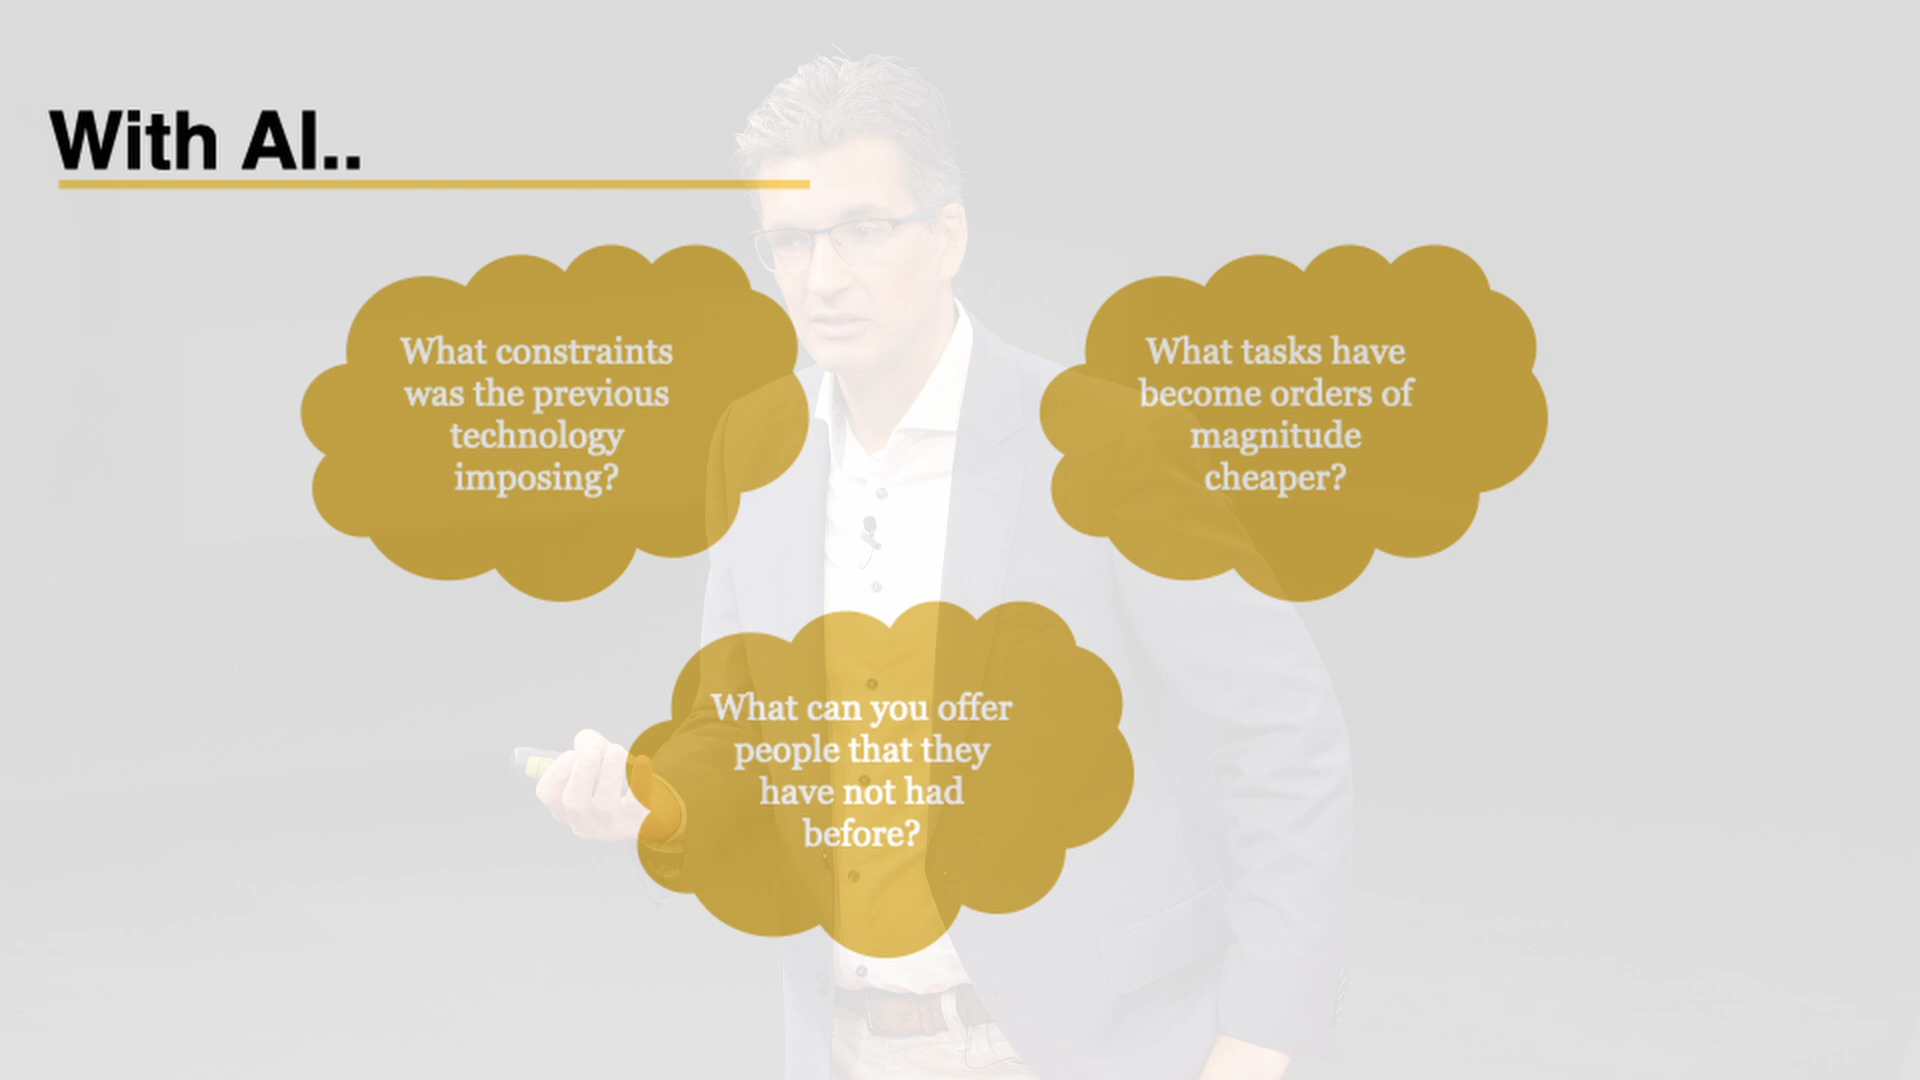 With AI..
What constraints
was the previous
technology
imposing?
What tasks have
become orders of
magnitude
cheaper?
What can you offer
people that they
have not had
before?